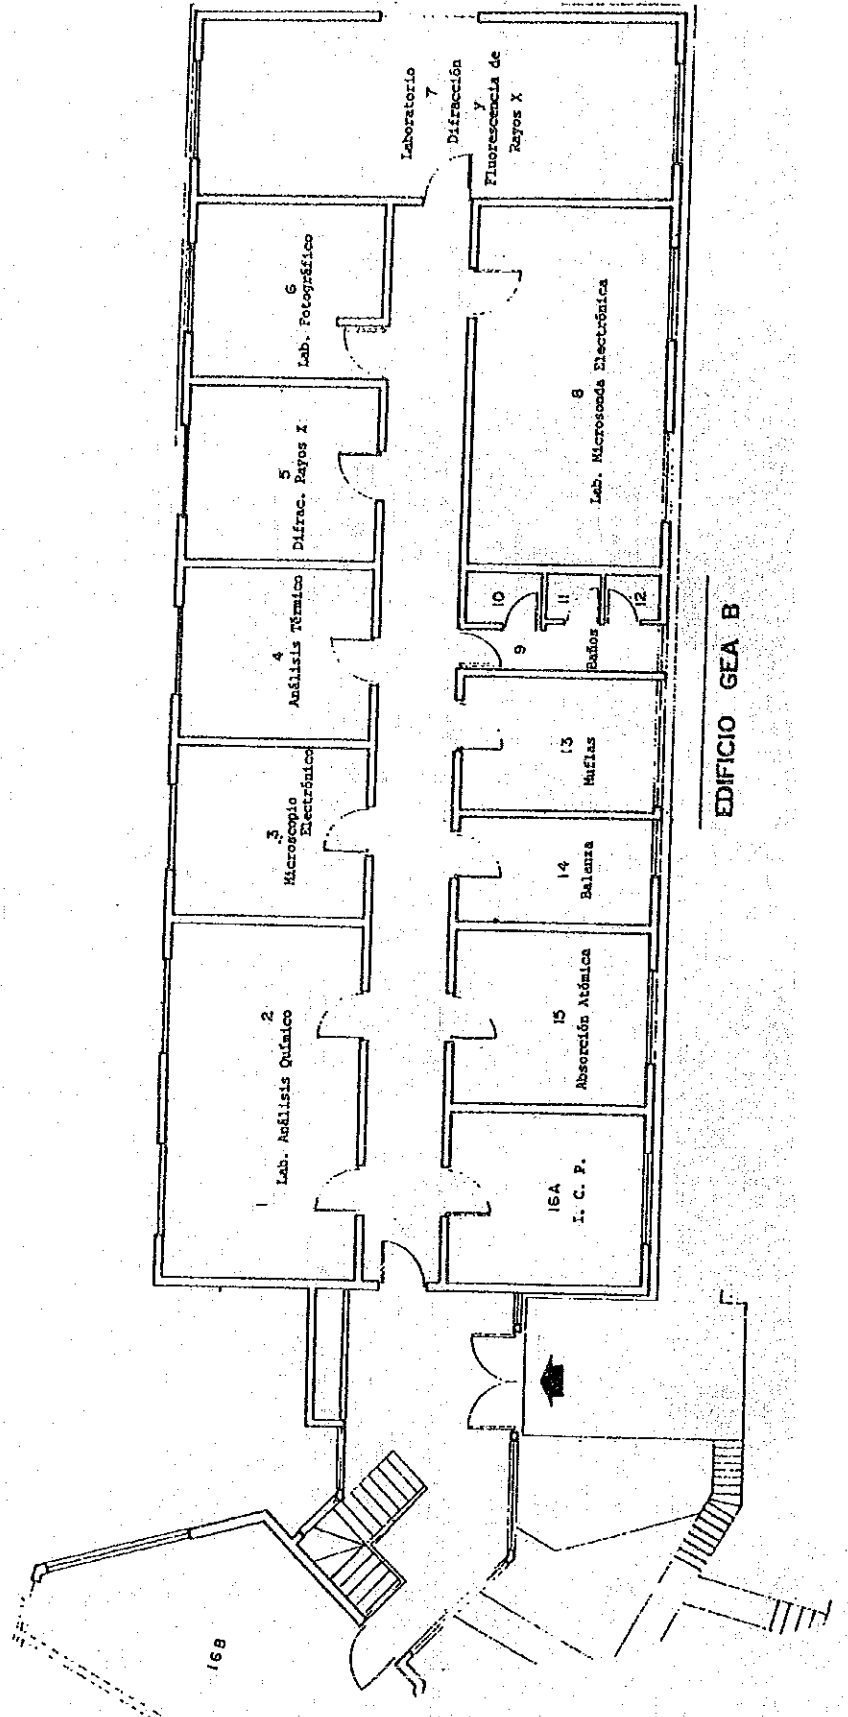 Laboratorio
7
Difracción
y
Fluorescencia de
Rayos X
6
Lab. Fotográfico
5
Difrac. Rayos X
4
Análisis Térmico
3
Microscopio
Electrónico
2
Lab. Análisis Químico
1
8
Lab. Microsonda Electrónica
10
11
12
9
Baños
13
Muflas
14
Balanza
15
Absorción Atómica
16A
I. C. P.
16B
EDIFICIO GEA B